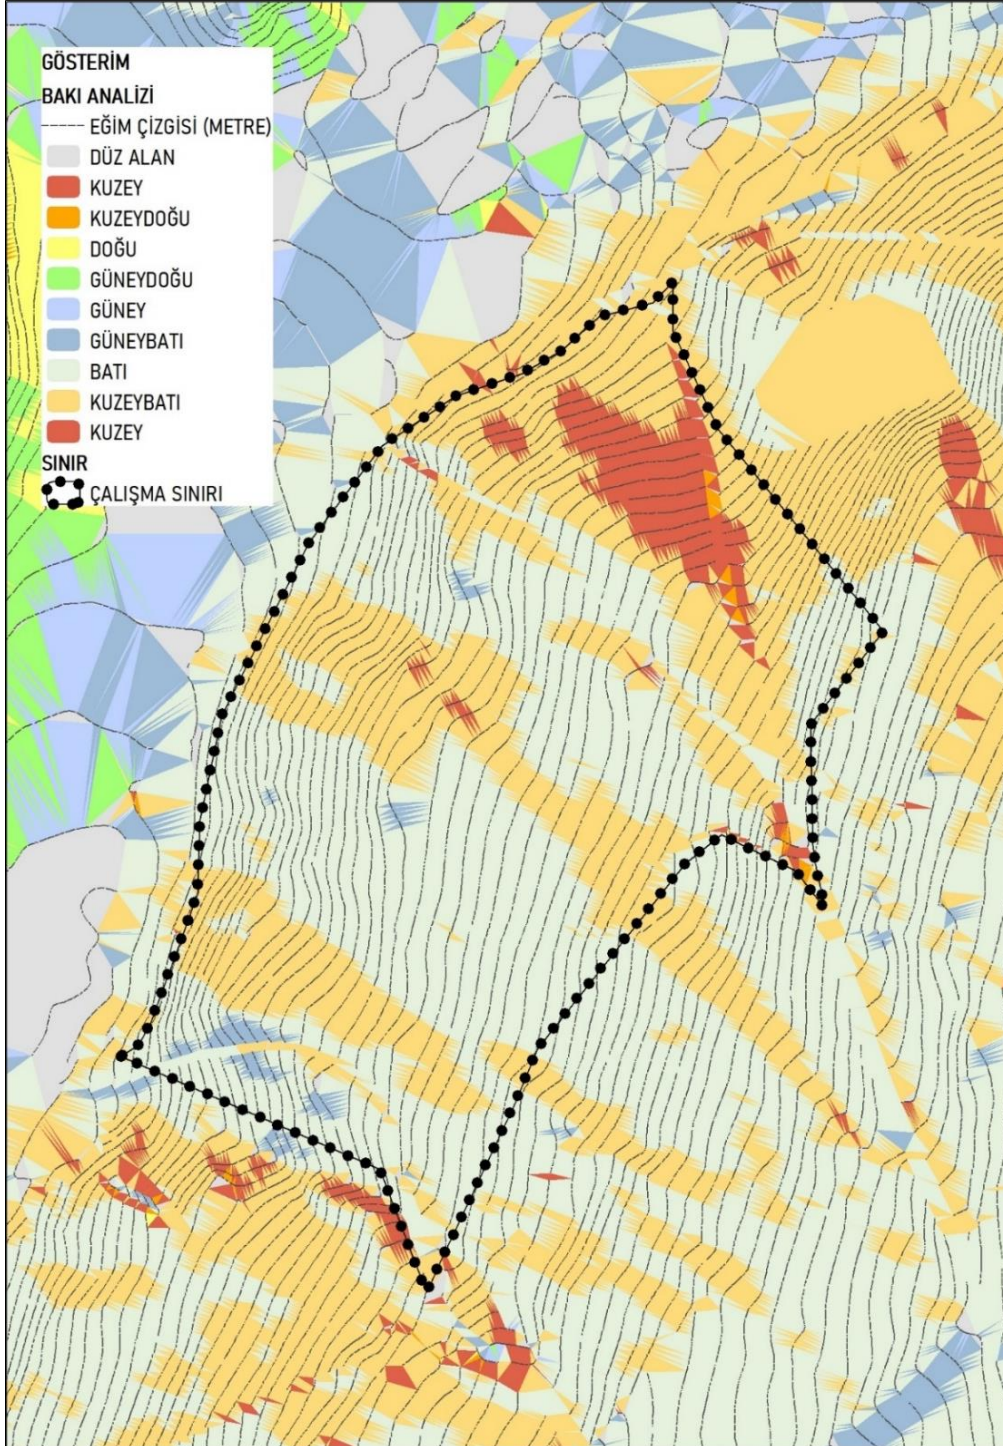 GÖSTERİM
BAKI ANALİZİ
EĞİM ÇİZGİSİ (METRE)
DÜZ ALAN
KUZEY
KUZEYDOĞU
DOĞU
GÜNEYDOĞU
GÜNEY
GÜNEYBATI
BATI
KUZEYBATI
KUZEY
SINIR
ÇALIŞMA SINIRI